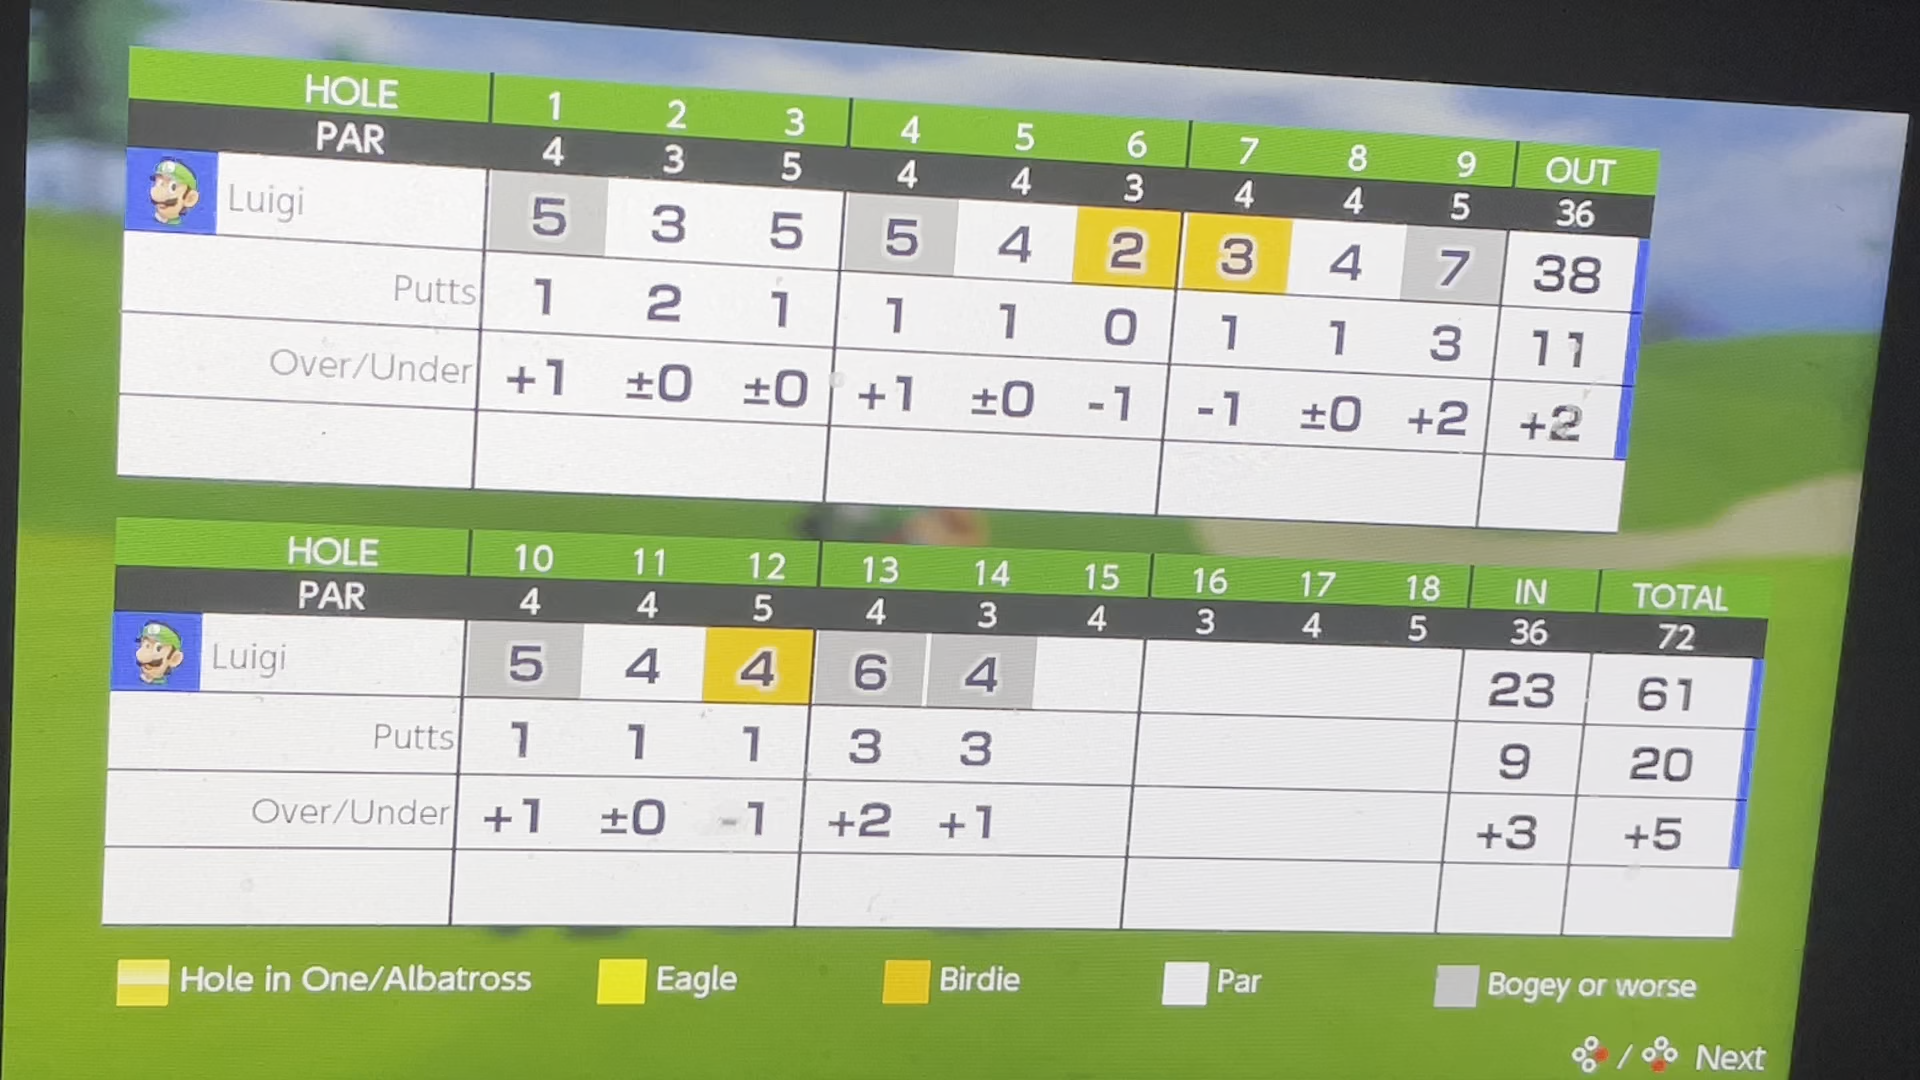 HOLE 1 2 3 4 5 6 7 8 9 OUT
PAR 4 3 5 4 4 3 4 4 5 36
Luigi 5 3 5 5 4 2 3 4 7 38
Putts 1 2 1 1 1 0 1 1 3 11
Over/Under +1 ±0 ±0 +1 ±0 -1 -1 ±0 +2 +2
HOLE 10 11 12 13 14 15 16 17 18 IN TOTAL
PAR 4 4 5 4 3 4 3 4 5 36 72
Luigi 5 4 4 6 4 23 61
Putts 1 1 1 3 3 9 20
Over/Under +1 ±0 -1 +2 +1 +3 +5
Hole in One/Albatross Eagle Birdie Par Bogey or worse
/ Next